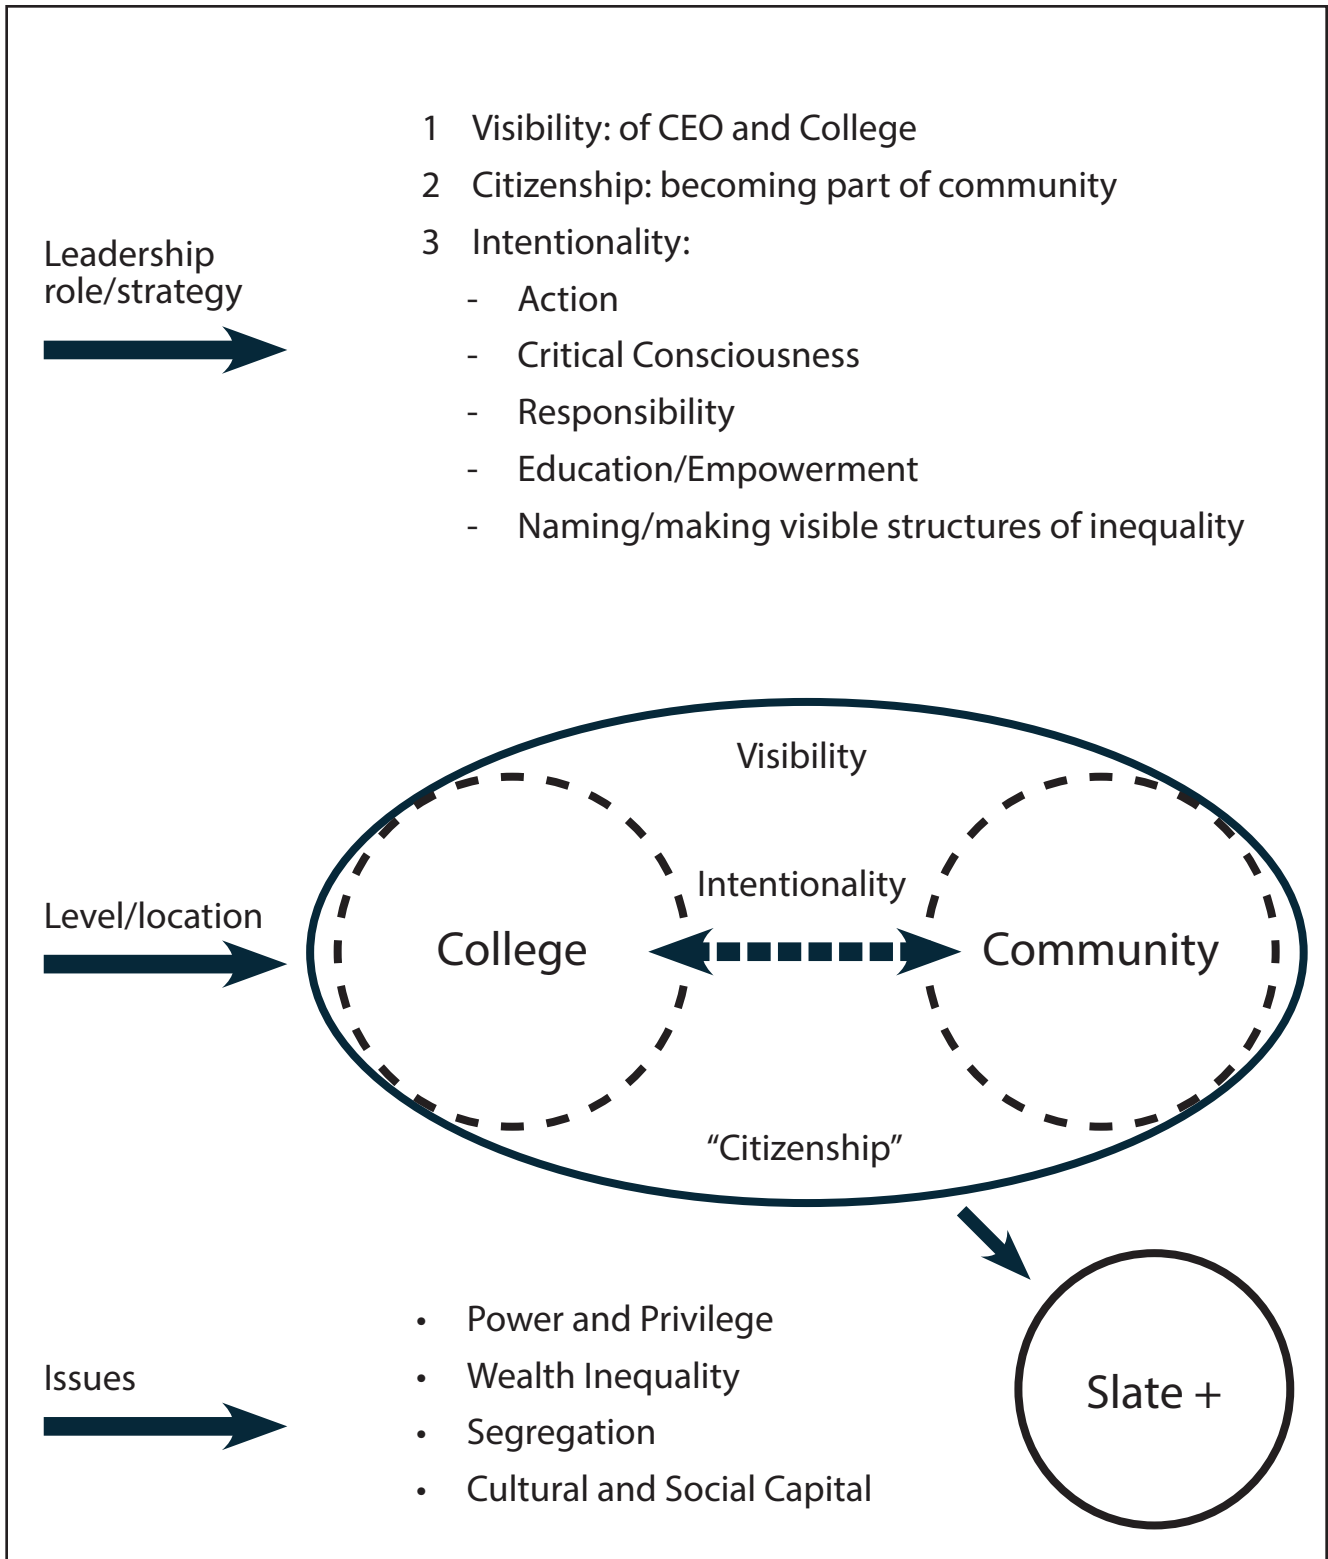 1 Visibility: of CEO and College
2 Citizenship: becoming part of community
3 Intentionality:
- Action
- Critical Consciousness
- Responsibility
- Education/Empowerment
- Naming/making visible structures of inequality
Leadership
role/strategy
Visibility
Intentionality
Level/location
College
Community
“Citizenship”
Issues
• Power and Privilege
• Wealth Inequality
• Segregation
• Cultural and Social Capital
Slate +